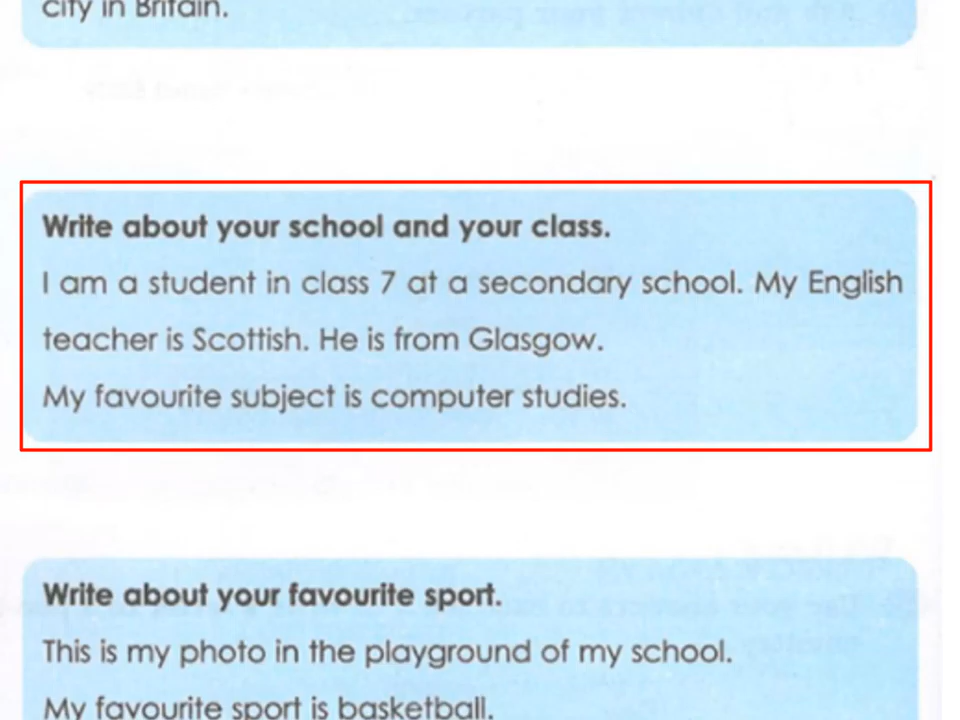 city in Britain.
Write about your school and your class.
I am a student in class 7 at a secondary school. My English
teacher is Scottish. He is from Glasgow.
My favourite subject is computer studies.
Write about your favourite sport.
This is my photo in the playground of my school.
My favourite sport is basketball.